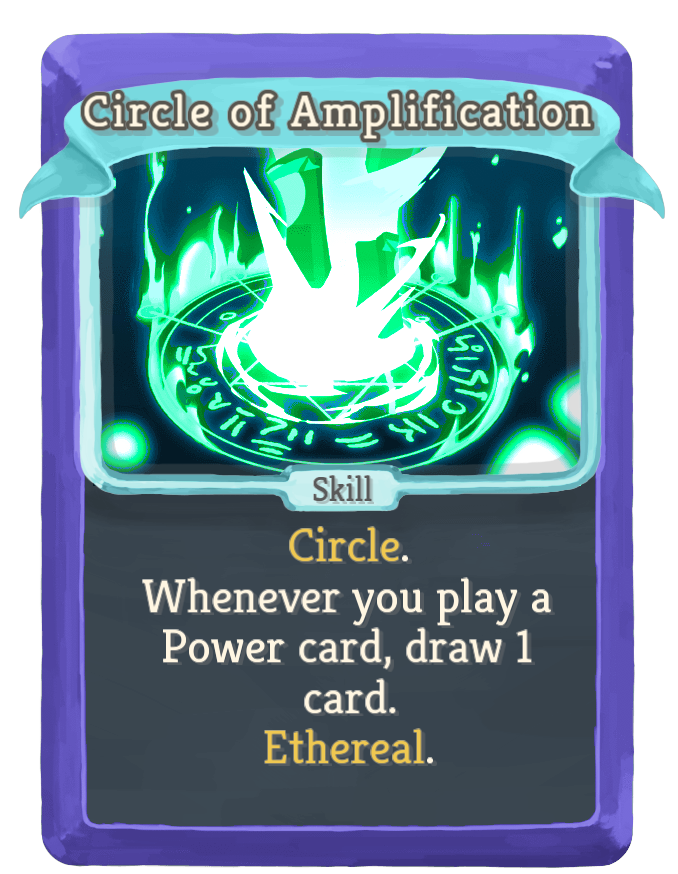 Circle of Amplification
Skill
Circle.
Whenever you play a
Power card, draw 1
card.
Ethereal.